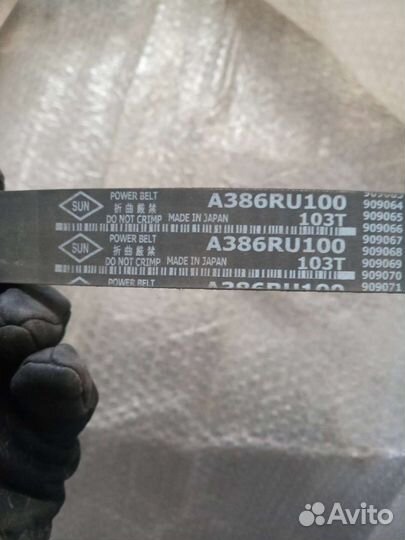 POWER BELT A386RU100
SUN 折曲厳禁
DO NOT CRIMP MADE IN JAPAN 103T
909064
909065
909066
POWER BELT A386RU100
SUN 折曲厳禁
DO NOT CRIMP MADE IN JAPAN 103T
909067
909068
909069
POWER BELT A386RU100
909070
909071
Avito